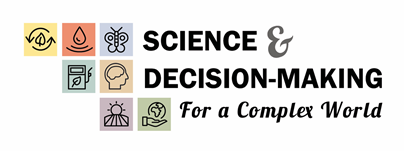 SCIENCE &
DECISION-MAKING
For a Complex World